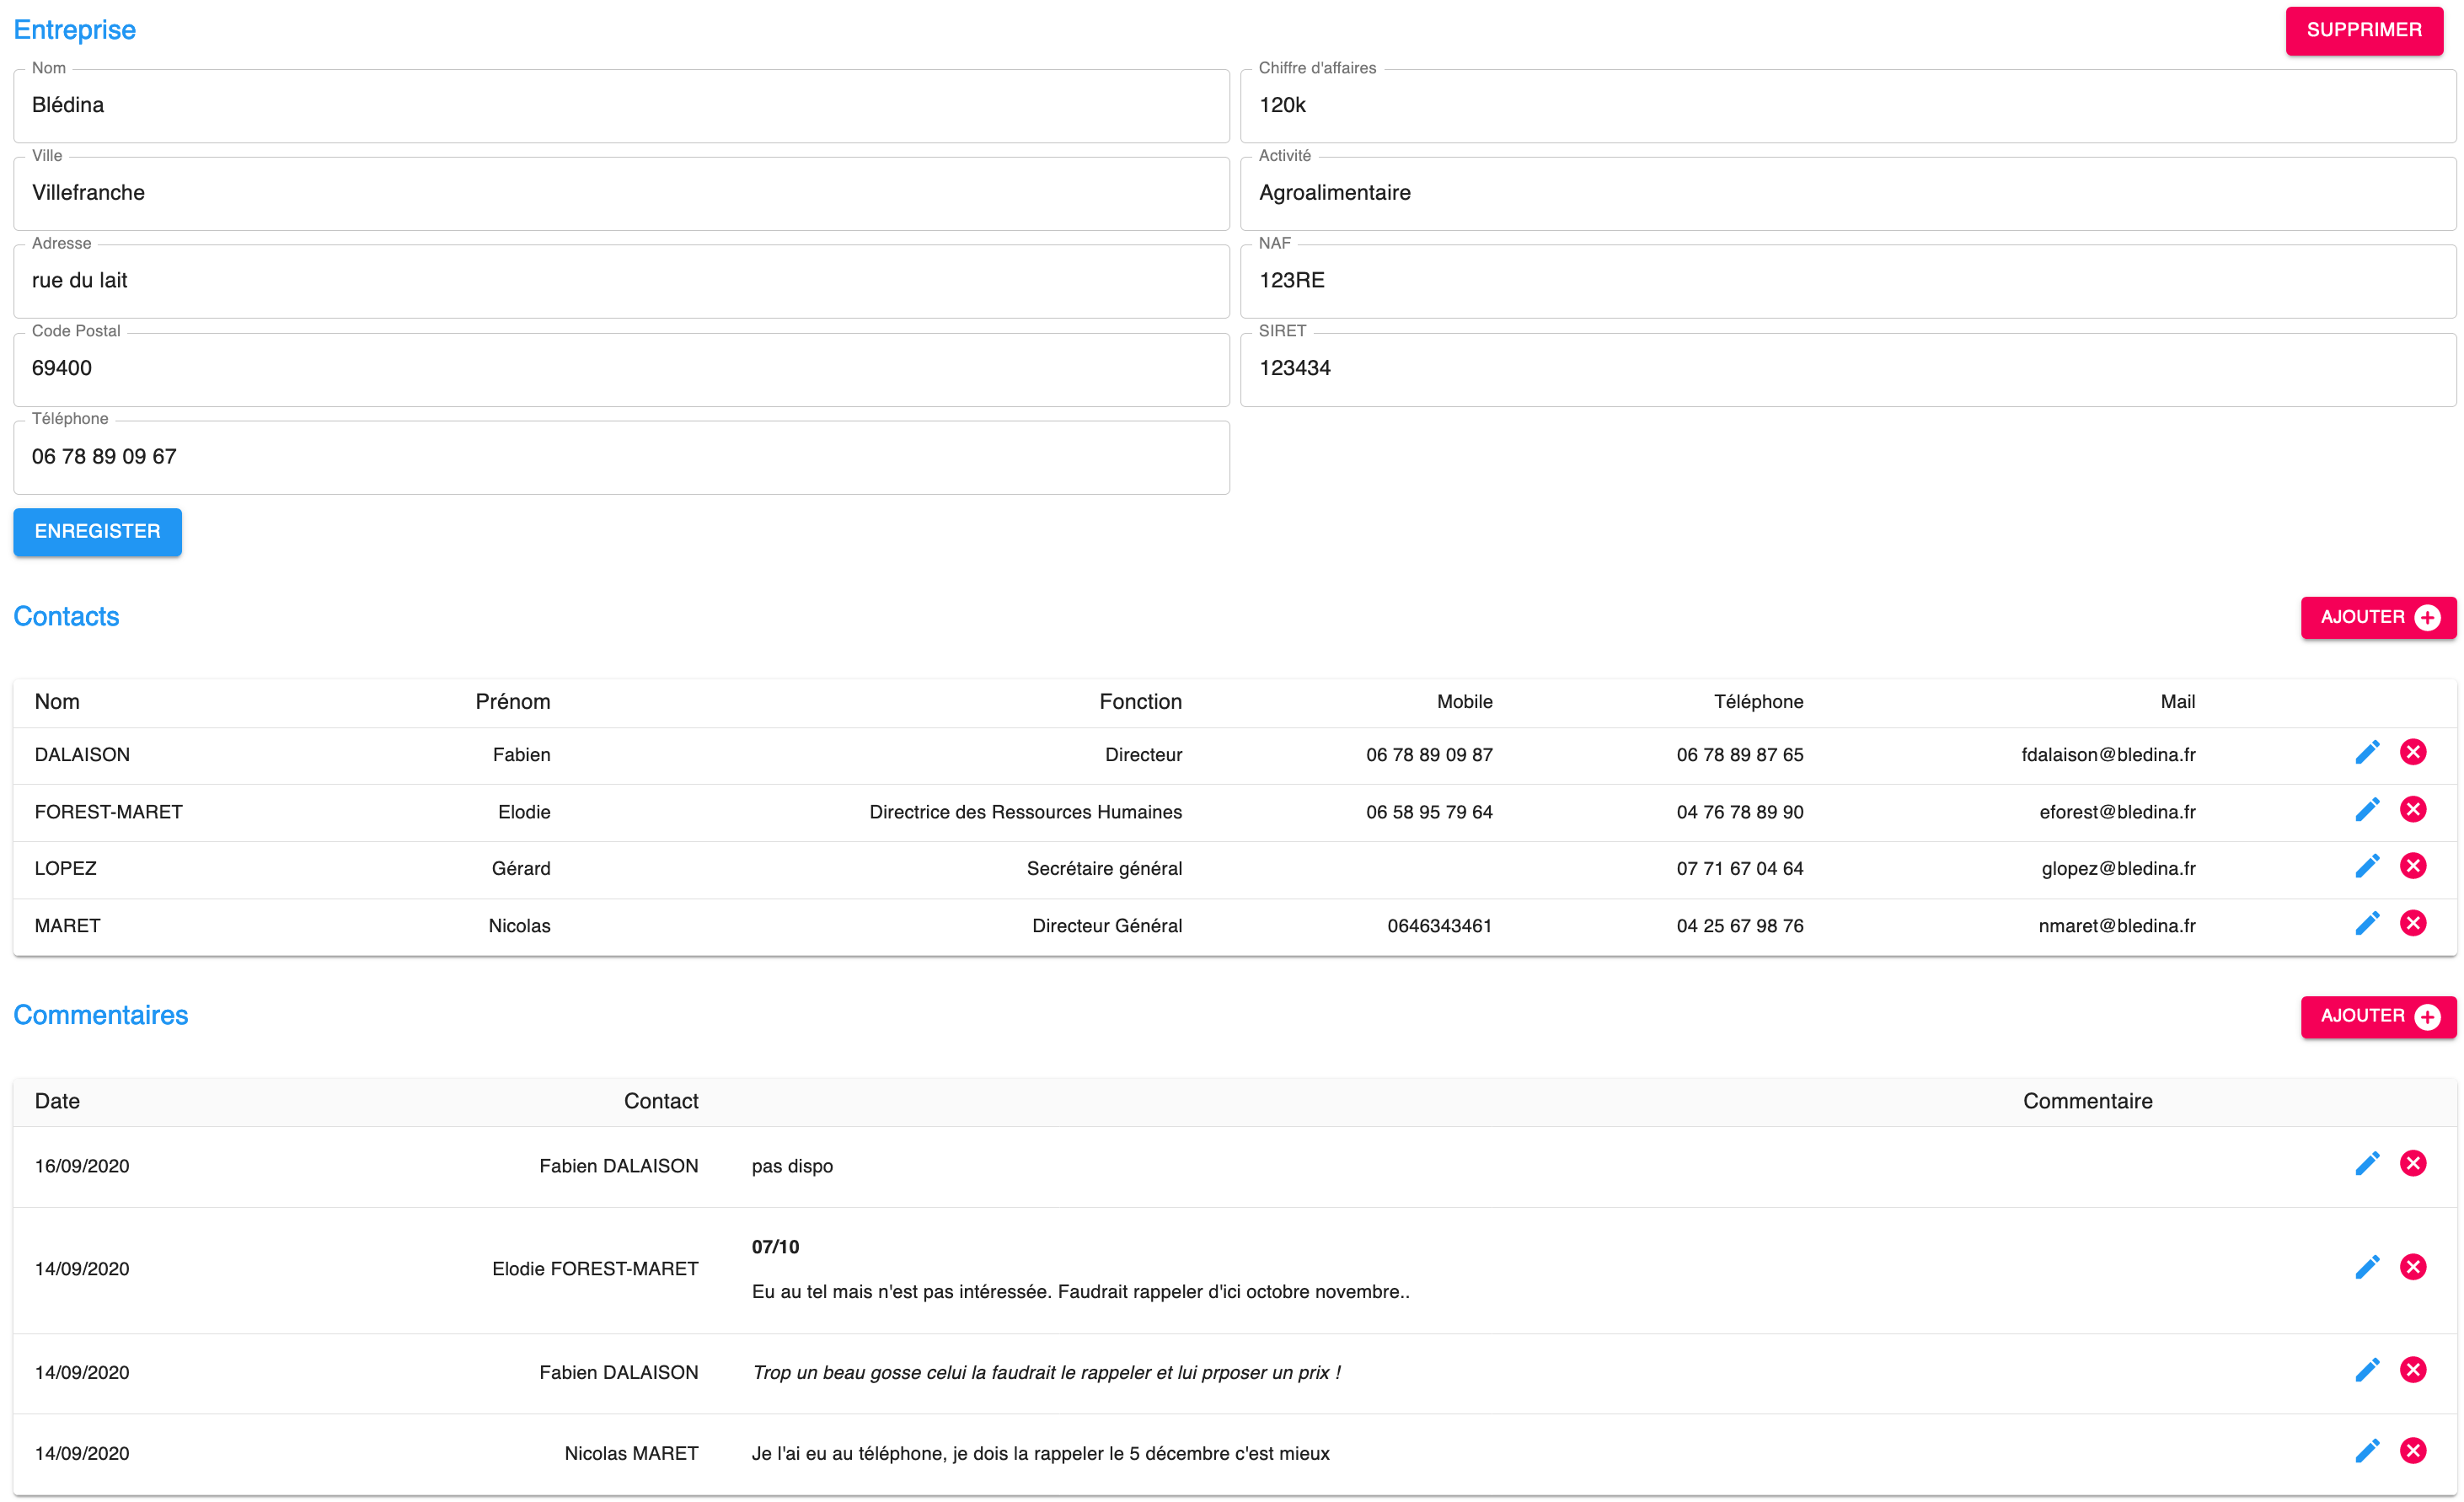 Entreprise
SUPPRIMER
Nom
Blédina
Chiffre d'affaires
120k
Ville
Villefranche
Activité
Agroalimentaire
Adresse
rue du lait
NAF
123RE
Code Postal
69400
SIRET
123434
Téléphone
06 78 89 09 67
ENREGISTER
Contacts
AJOUTER
Nom Prénom Fonction Mobile Téléphone Mail
DALAISON Fabien Directeur 06 78 89 09 87 06 78 89 87 65 fdalaison@bledina.fr
FOREST-MARET Elodie Directrice des Ressources Humaines 06 58 95 79 64 04 76 78 89 90 eforest@bledina.fr
LOPEZ Gérard Secrétaire général 07 71 67 04 64 glopez@bledina.fr
MARET Nicolas Directeur Général 0646343461 04 25 67 98 76 nmaret@bledina.fr
Commentaires
AJOUTER
Date Contact Commentaire
16/09/2020 Fabien DALAISON pas dispo
07/10
14/09/2020 Elodie FOREST-MARET
Eu au tel mais n'est pas intéressée. Faudrait rappeler d'ici octobre novembre..
14/09/2020 Fabien DALAISON Trop un beau gosse celui la faudrait le rappeler et lui prposer un prix !
14/09/2020 Nicolas MARET Je l'ai eu au téléphone, je dois la rappeler le 5 décembre c'est mieux